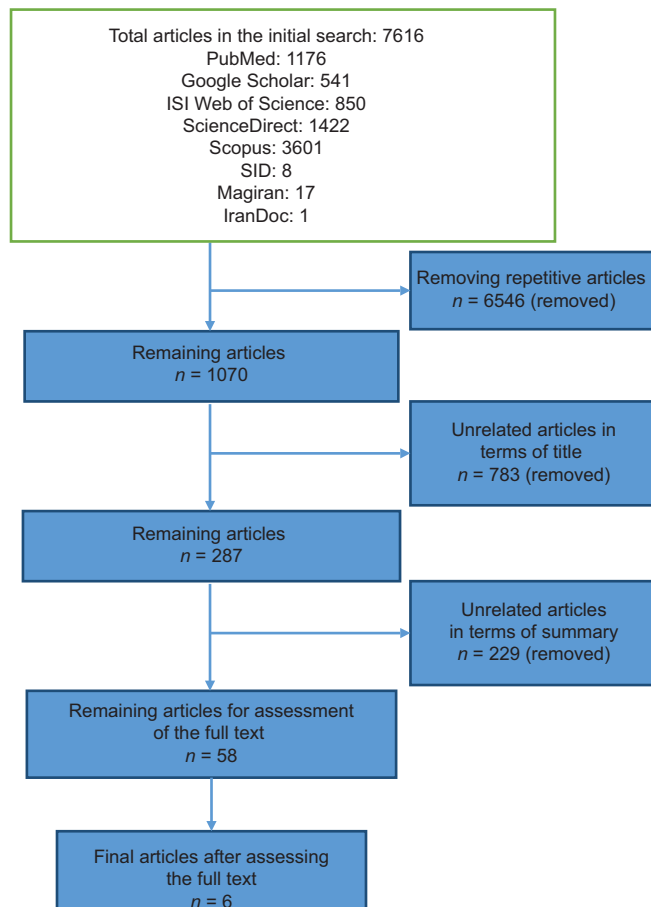 Total articles in the initial search: 7616
PubMed: 1176
Google Scholar: 541
ISI Web of Science: 850
ScienceDirect: 1422
Scopus: 3601
SID: 8
Magiran: 17
IranDoc: 1
Removing repetitive articles
n = 6546 (removed)
Remaining articles
n = 1070
Unrelated articles in
terms of title
n = 783 (removed)
Remaining articles
n = 287
Unrelated articles
in terms of summary
n = 229 (removed)
Remaining articles for assessment
of the full text
n = 58
Final articles after assessing
the full text
n = 6